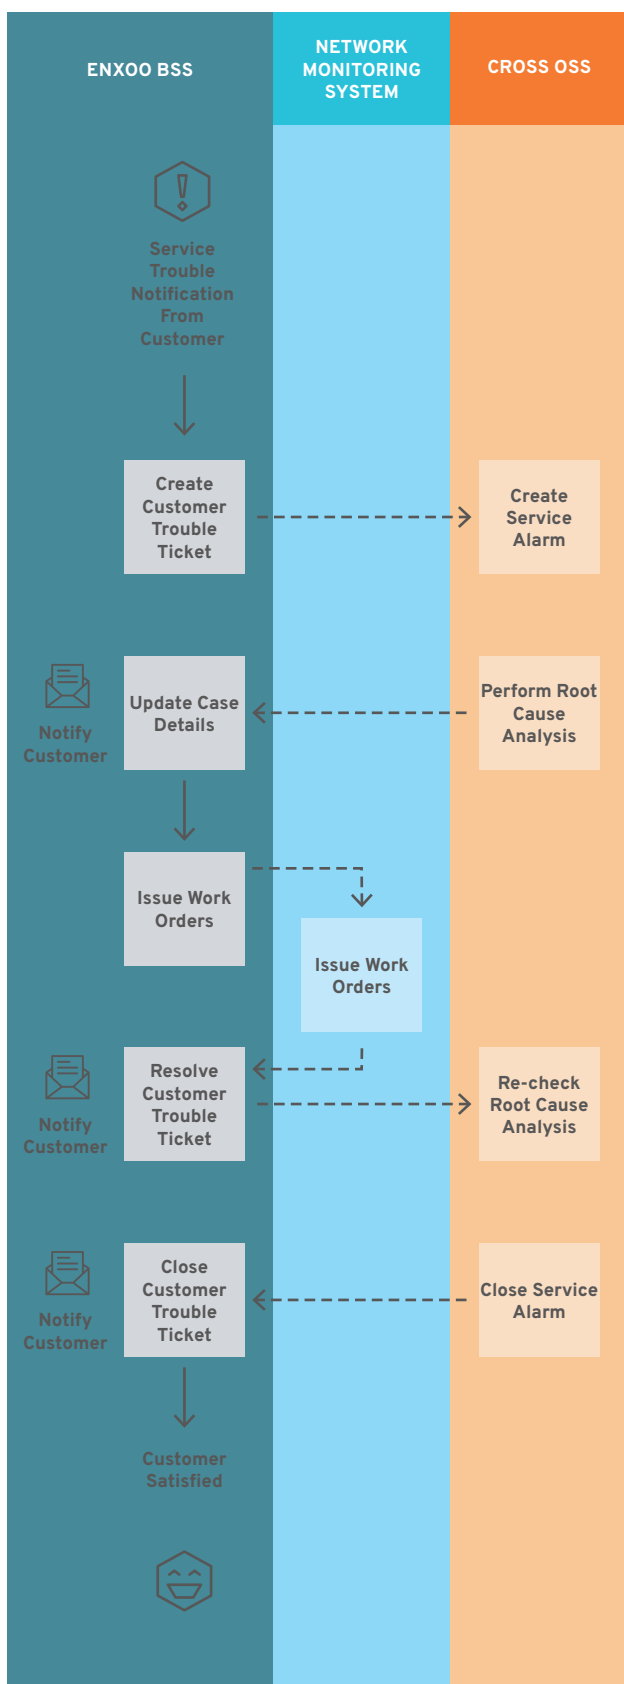 ENXOO BSS
NETWORK
MONITORING
SYSTEM
CROSS OSS
Service
Trouble
Notification
From
Customer
Create
Customer
Trouble
Ticket
Create
Service
Alarm
Notify
Customer
Update Case
Details
Perform Root
Cause
Analysis
Issue Work
Orders
Issue Work
Orders
Notify
Customer
Resolve
Customer
Trouble
Ticket
Re-check
Root Cause
Analysis
Notify
Customer
Close
Customer
Trouble
Ticket
Close Service
Alarm
Customer
Satisfied